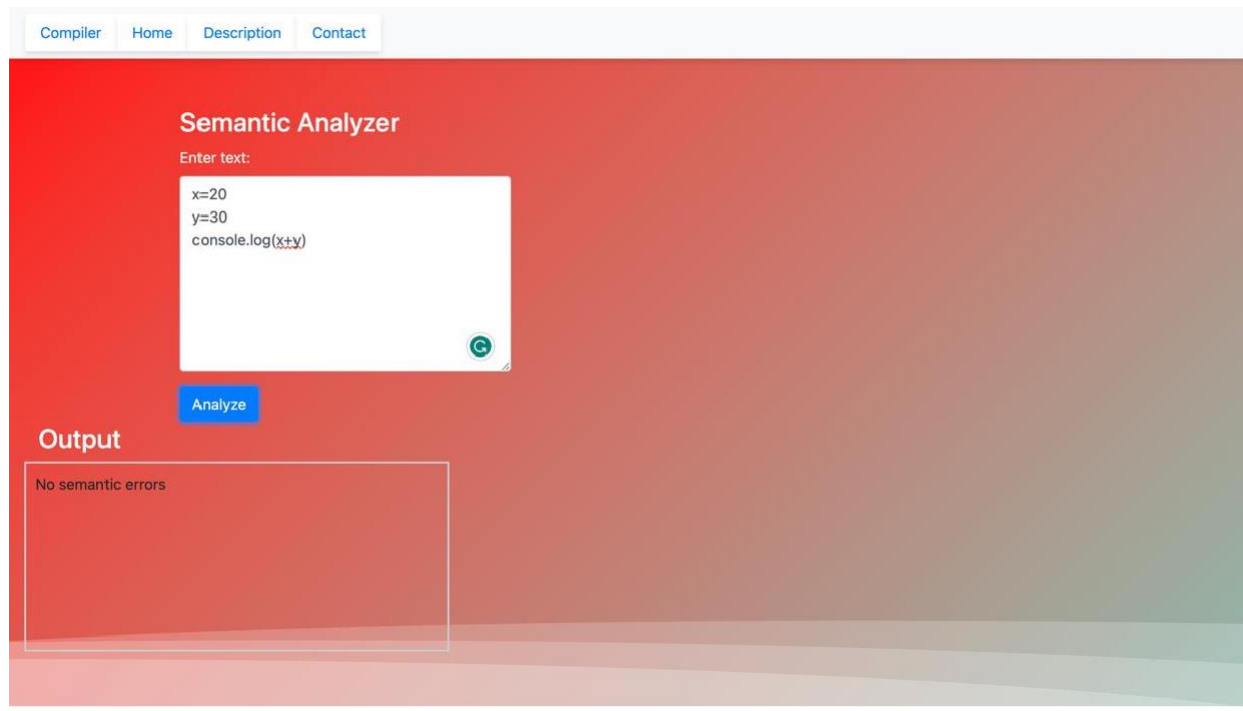 Compiler Home Description Contact
Semantic Analyzer
Enter text:
x=20
y=30
console.log(x+y)
Analyze
Output
No semantic errors